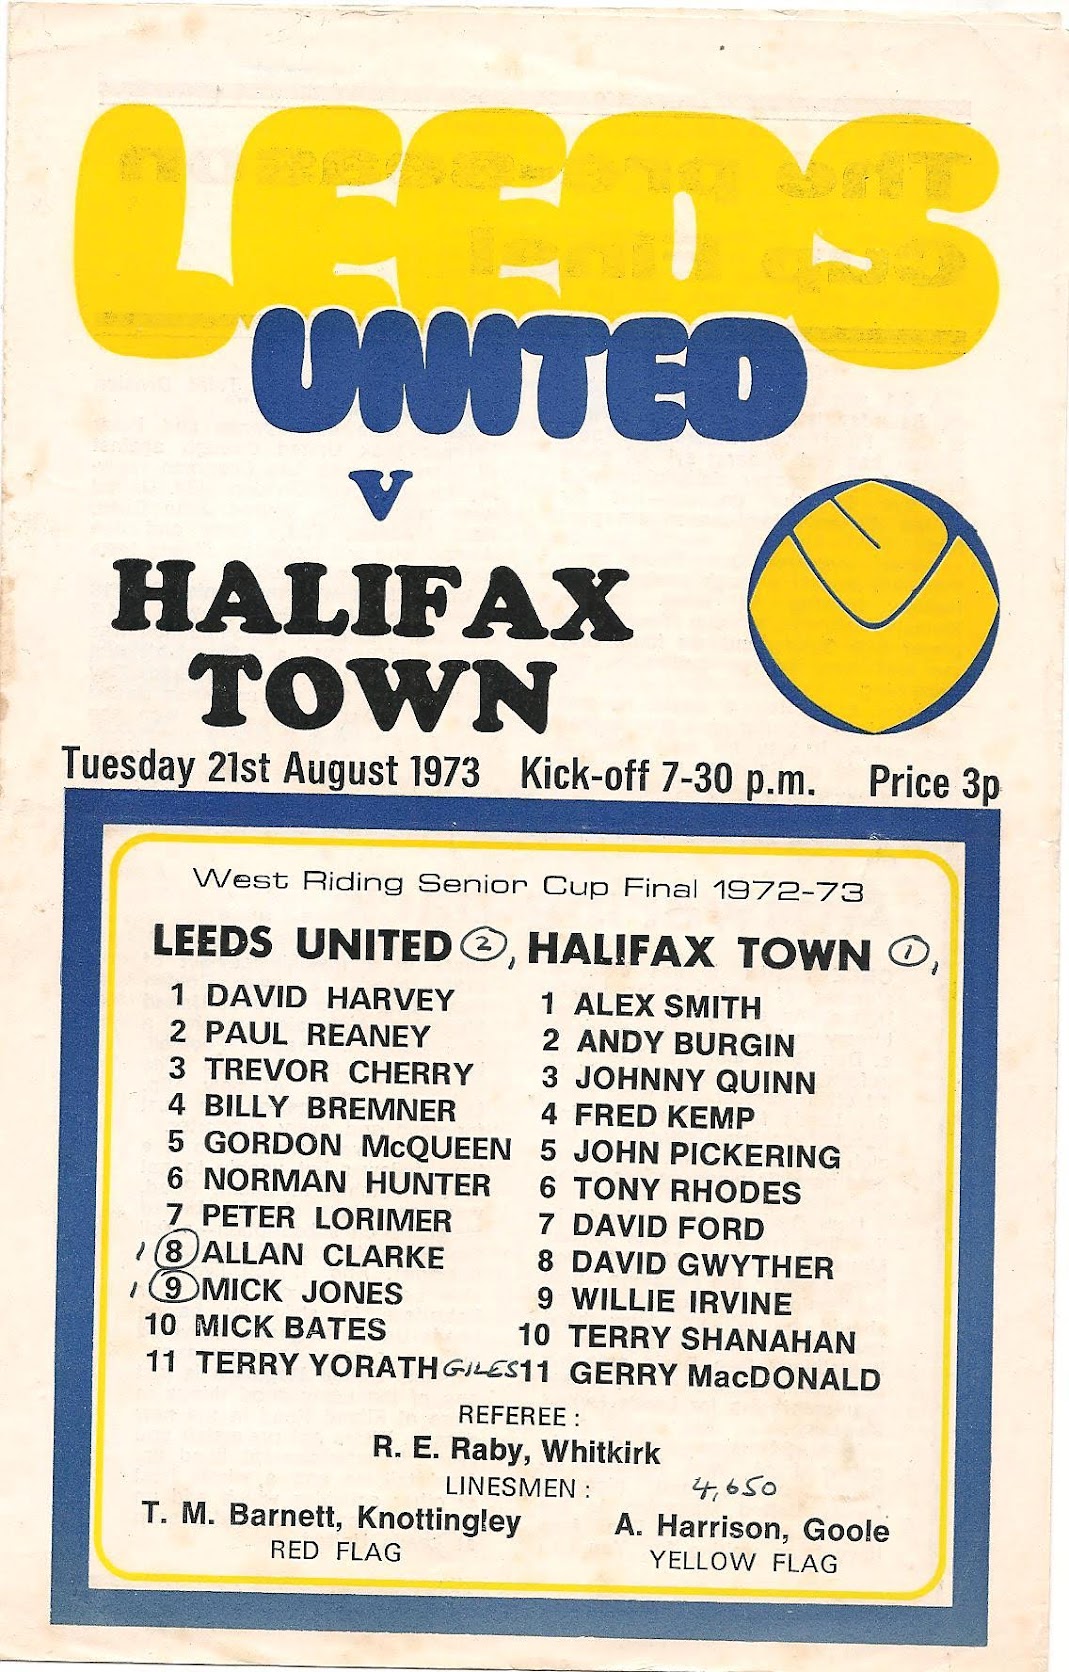 LEEDS
UNITED
V
HALIFAX
TOWN
Tuesday 21st August 1973 Kick-off 7-30 p.m. Price 3p
West Riding Senior Cup Final 1972-73
LEEDS UNITED 2, HALIFAX TOWN 1,
1 DAVID HARVEY 1 ALEX SMITH
2 PAUL REANEY 2 ANDY BURGIN
3 TREVOR CHERRY 3 JOHNNY QUINN
4 BILLY BREMNER 4 FRED KEMP
5 GORDON McQUEEN 5 JOHN PICKERING
6 NORMAN HUNTER 6 TONY RHODES
7 PETER LORIMER 7 DAVID FORD
1 8 ALLAN CLARKE 8 DAVID GWYTHER
1 9 MICK JONES 9 WILLIE IRVINE
10 MICK BATES 10 TERRY SHANAHAN
11 TERRY YORATH GILES 11 GERRY MacDONALD
REFEREE :
R. E. Raby, Whitkirk
LINESMEN : 4,650
T. M. Barnett, Knottingley A. Harrison, Goole
RED FLAG YELLOW FLAG